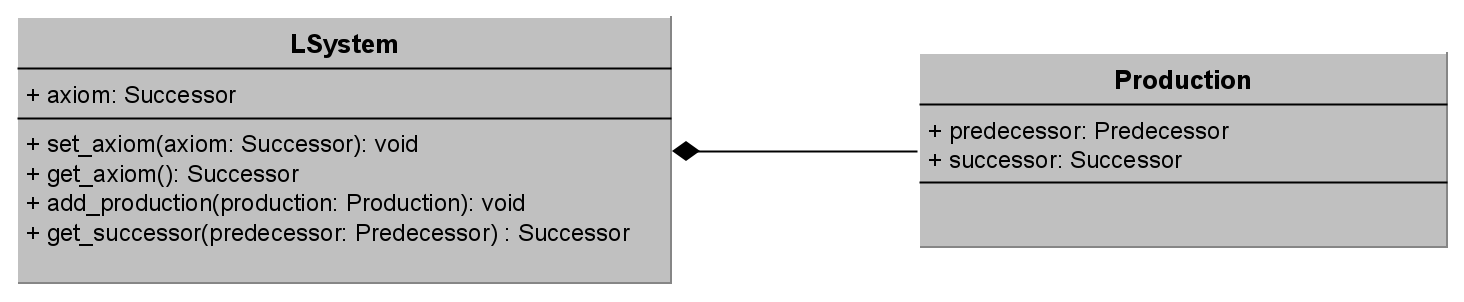 LSystem
+ axiom: Successor
+ set_axiom(axiom: Successor): void
+ get_axiom(): Successor
+ add_production(production: Production): void
+ get_successor(predecessor: Predecessor) : Successor
Production
+ predecessor: Predecessor
+ successor: Successor